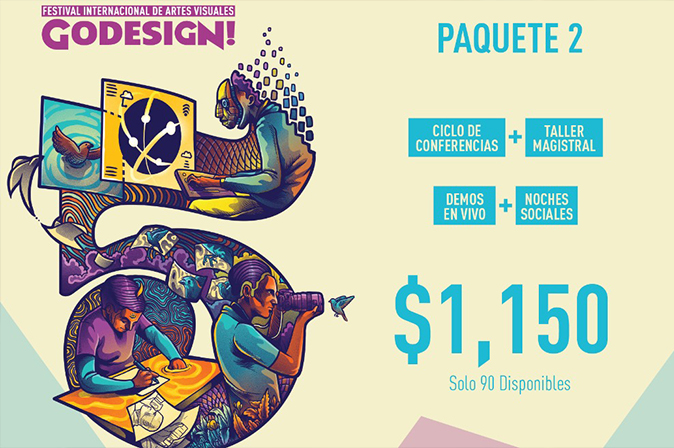 FESTIVAL INTERNACIONAL DE ARTES VISUALES
GODESIGN!
PAQUETE 2
CICLO DE
CONFERENCIAS
+
TALLER
MAGISTRAL
DEMOS
EN VIVO
+
NOCHES
SOCIALES
$1,150
Solo 90 Disponibles